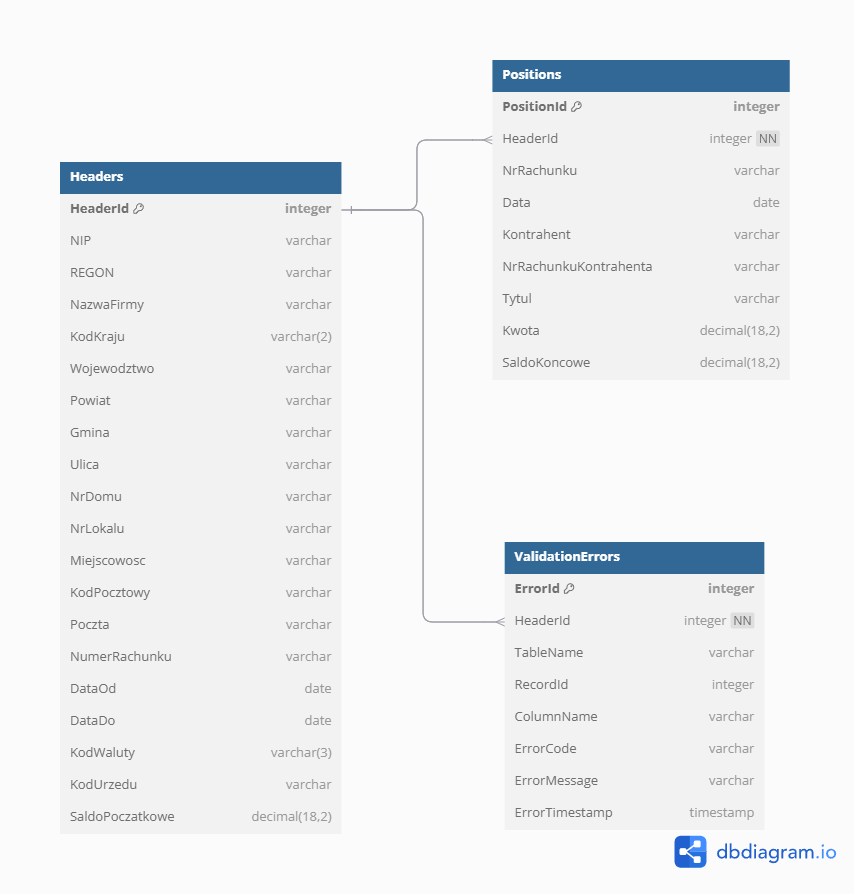 Headers
HeaderId integer
NIP varchar
REGON varchar
NazwaFirmy varchar
KodKraju varchar(2)
Wojewodztwo varchar
Powiat varchar
Gmina varchar
Ulica varchar
NrDomu varchar
NrLokalu varchar
Miejscowosc varchar
KodPocztowy varchar
Poczta varchar
NumerRachunku varchar
DataOd date
DataDo date
KodWaluty varchar(3)
KodUrzedu varchar
SaldoPoczatkowe decimal(18,2)
Positions
PositionId integer
HeaderId integer NN
NrRachunku varchar
Data date
Kontrahent varchar
NrRachunkuKontrahenta varchar
Tytul varchar
Kwota decimal(18,2)
SaldoKoncowe decimal(18,2)
ValidationErrors
ErrorId integer
HeaderId integer NN
TableName varchar
RecordId integer
ColumnName varchar
ErrorCode varchar
ErrorMessage varchar
ErrorTimestamp timestamp
dbdiagram.io